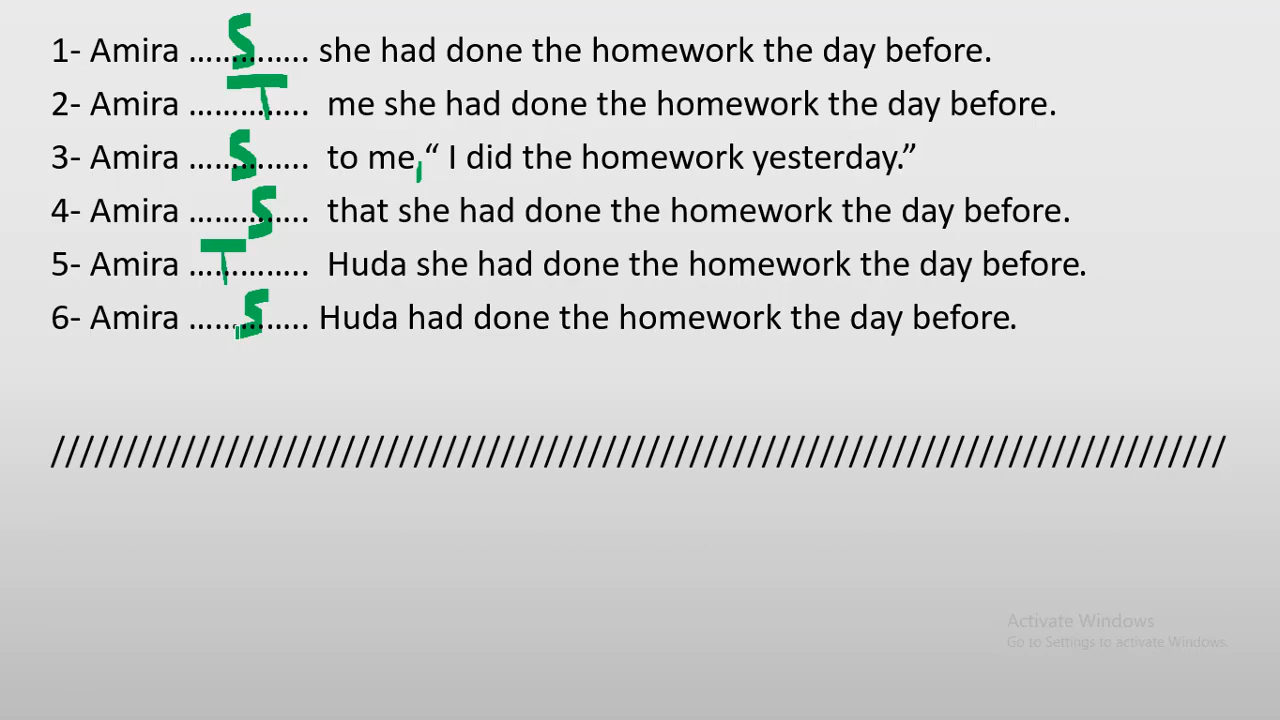 1- Amira ....S....... she had done the homework the day before.
2- Amira ......T...... me she had done the homework the day before.
3- Amira .....S....... to me, “ I did the homework yesterday.”
4- Amira ......S...... that she had done the homework the day before.
5- Amira ...T......... Huda she had done the homework the day before.
6- Amira ......S...... Huda had done the homework the day before.
/////////////////////////////////////////////////////////////////////////////////
Activate Windows
Go to Settings to activate Windows.